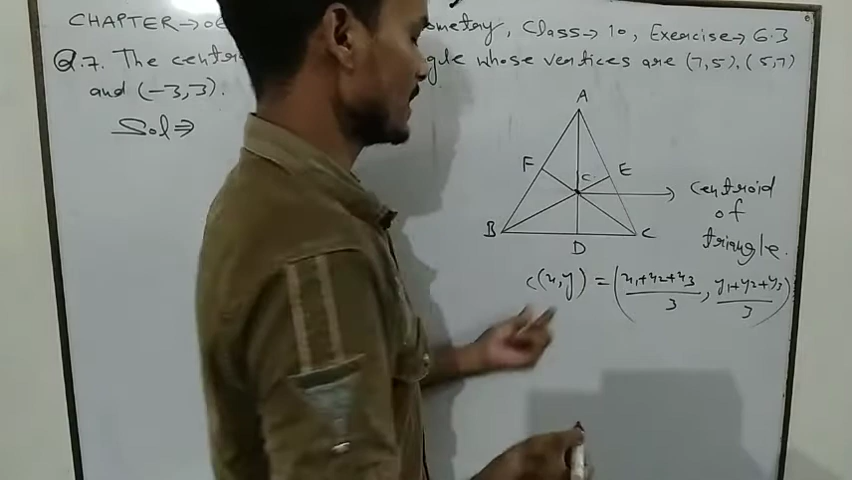 CHAPTER → 06 ometry, Class → 10, Exercise → 6.3
Q.7. The centr gle whose vertices are (7,5), (5,7)
and (-3,3).
Sol ⇒
A
F
E
C
centroid
of
triangle.
B
D
C
C(x,y) = (x₁+x₂+x₃/3, y₁+y₂+y₃/3)